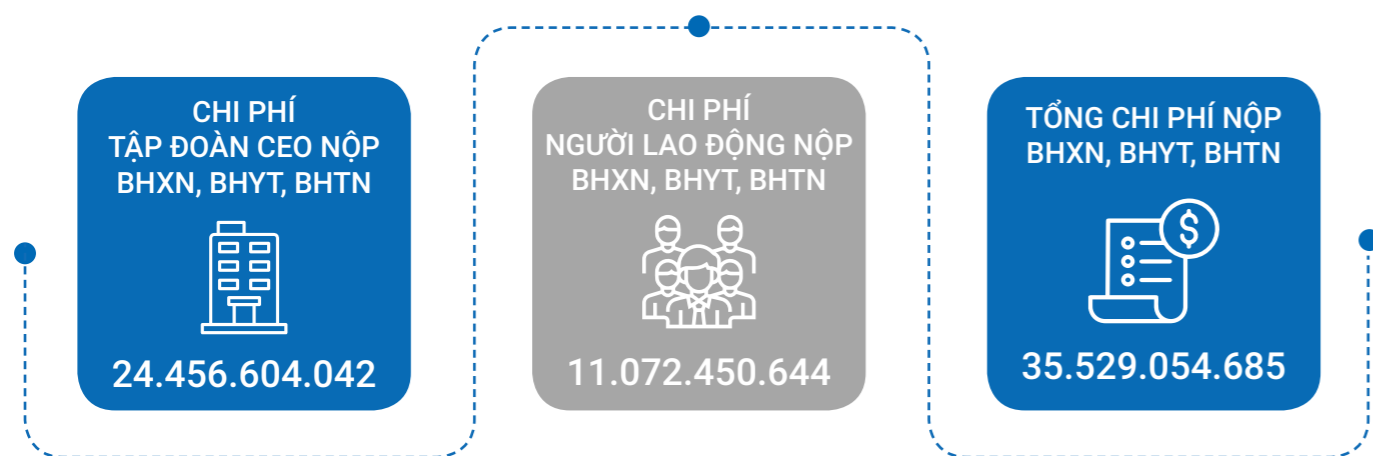 CHI PHÍ
TẬP ĐOÀN CEO NỘP
BHXN, BHYT, BHTN
24.456.604.042
CHI PHÍ
NGƯỜI LAO ĐỘNG NỘP
BHXN, BHYT, BHTN
11.072.450.644
TỔNG CHI PHÍ NỘP
BHXN, BHYT, BHTN
$
35.529.054.685